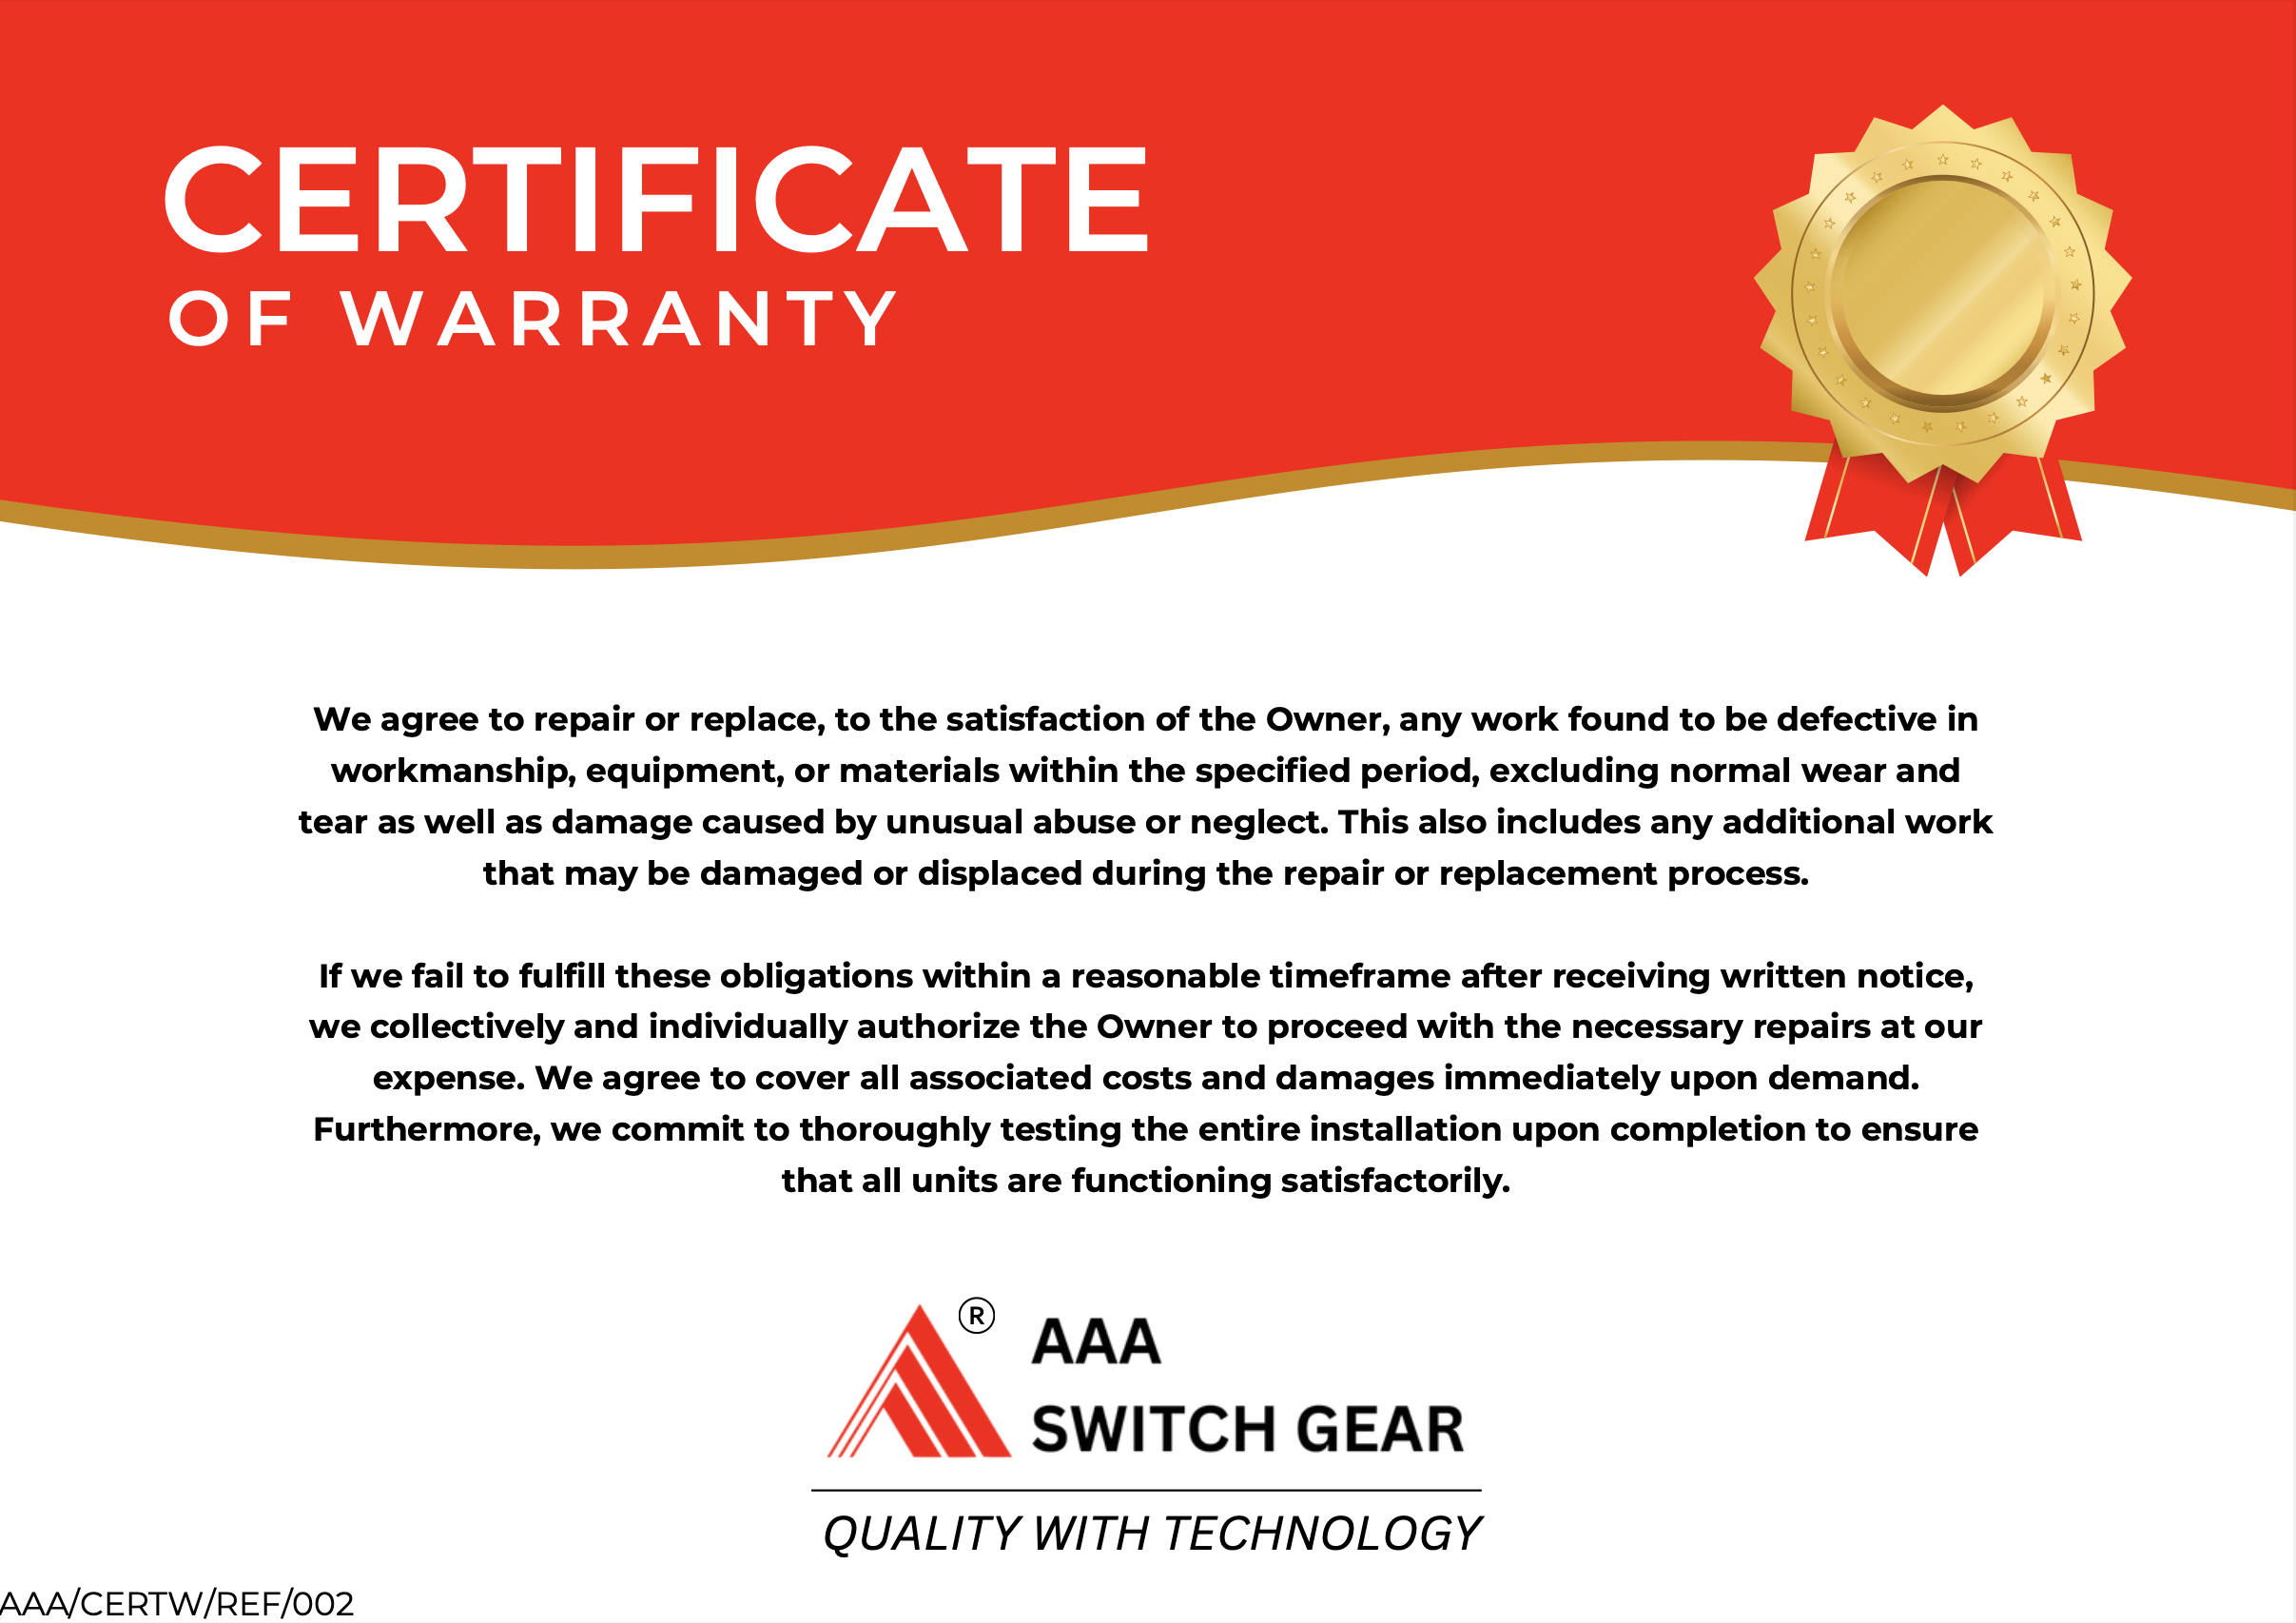 CERTIFICATE
OF WARRANTY
We agree to repair or replace, to the satisfaction of the Owner, any work found to be defective in
workmanship, equipment, or materials within the specified period, excluding normal wear and
tear as well as damage caused by unusual abuse or neglect. This also includes any additional work
that may be damaged or displaced during the repair or replacement process.
If we fail to fulfill these obligations within a reasonable timeframe after receiving written notice,
we collectively and individually authorize the Owner to proceed with the necessary repairs at our
expense. We agree to cover all associated costs and damages immediately upon demand.
Furthermore, we commit to thoroughly testing the entire installation upon completion to ensure
that all units are functioning satisfactorily.
® AAA
SWITCH GEAR
QUALITY WITH TECHNOLOGY
AAA/CERTW/REF/002